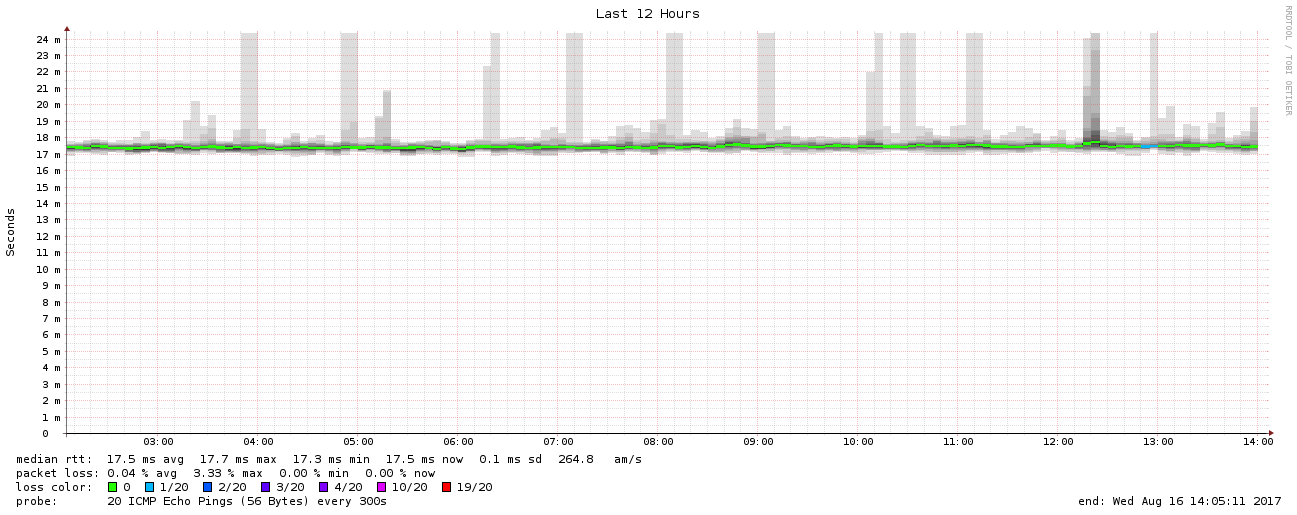 Last 12 Hours
RRDTOOL / TOBI OETIKER
Seconds
24 m
23 m
22 m
21 m
20 m
19 m
18 m
17 m
16 m
15 m
14 m
13 m
12 m
11 m
10 m
9 m
8 m
7 m
6 m
5 m
4 m
3 m
2 m
1 m
0
03:00 04:00 05:00 06:00 07:00 08:00 09:00 10:00 11:00 12:00 13:00 14:00
median rtt: 17.5 ms avg 17.7 ms max 17.3 ms min 17.5 ms now 0.1 ms sd 264.8 am/s
packet loss: 0.04 % avg 3.33 % max 0.00 % min 0.00 % now
loss color: 0 1/20 2/20 3/20 4/20 10/20 19/20
probe: 20 ICMP Echo Pings (56 Bytes) every 300s end: Wed Aug 16 14:05:11 2017